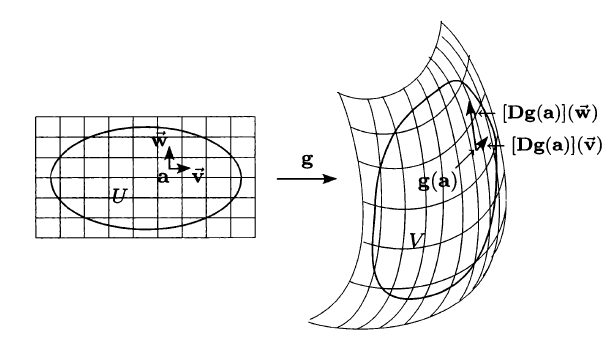 w⃗
a v⃗
U
g
[Dg(a)](w⃗)
[Dg(a)](v⃗)
g(a)
V